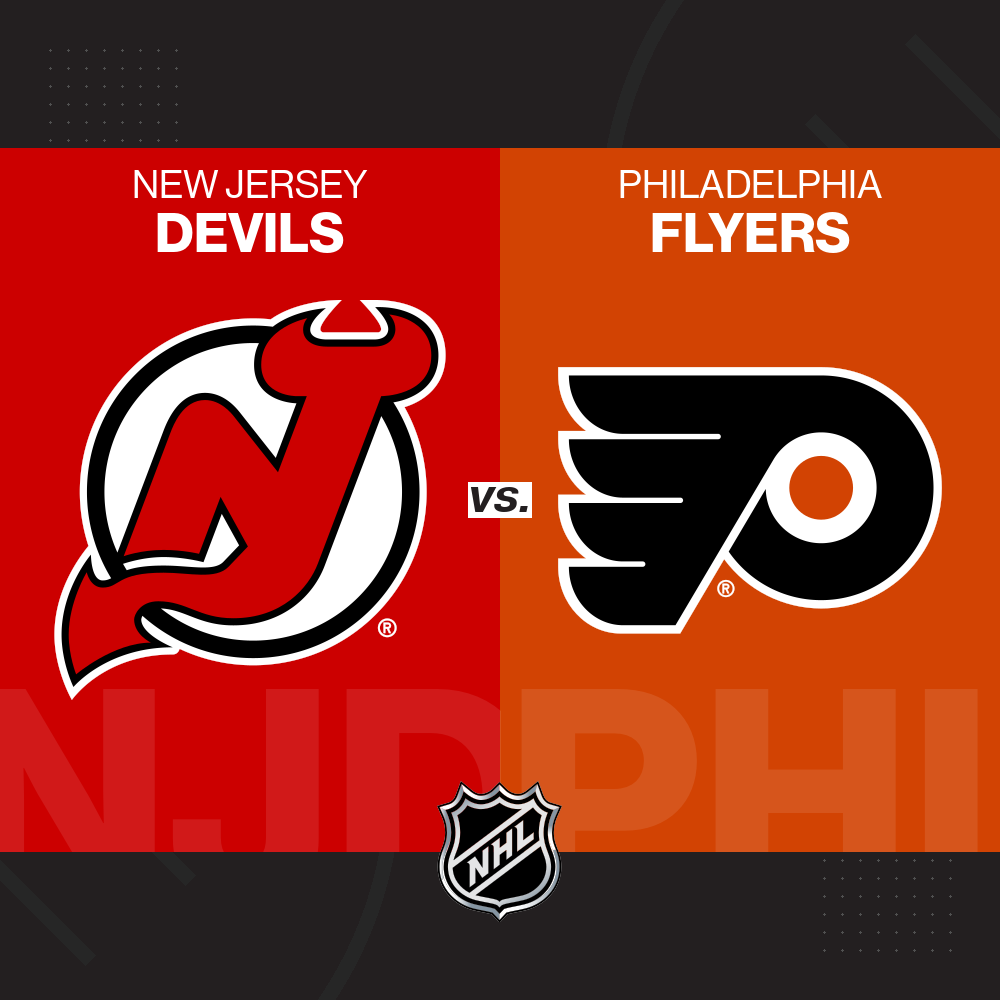 NEW JERSEY
DEVILS
PHILADELPHIA
FLYERS
VS.
®
®
NJD
PHI
NHL